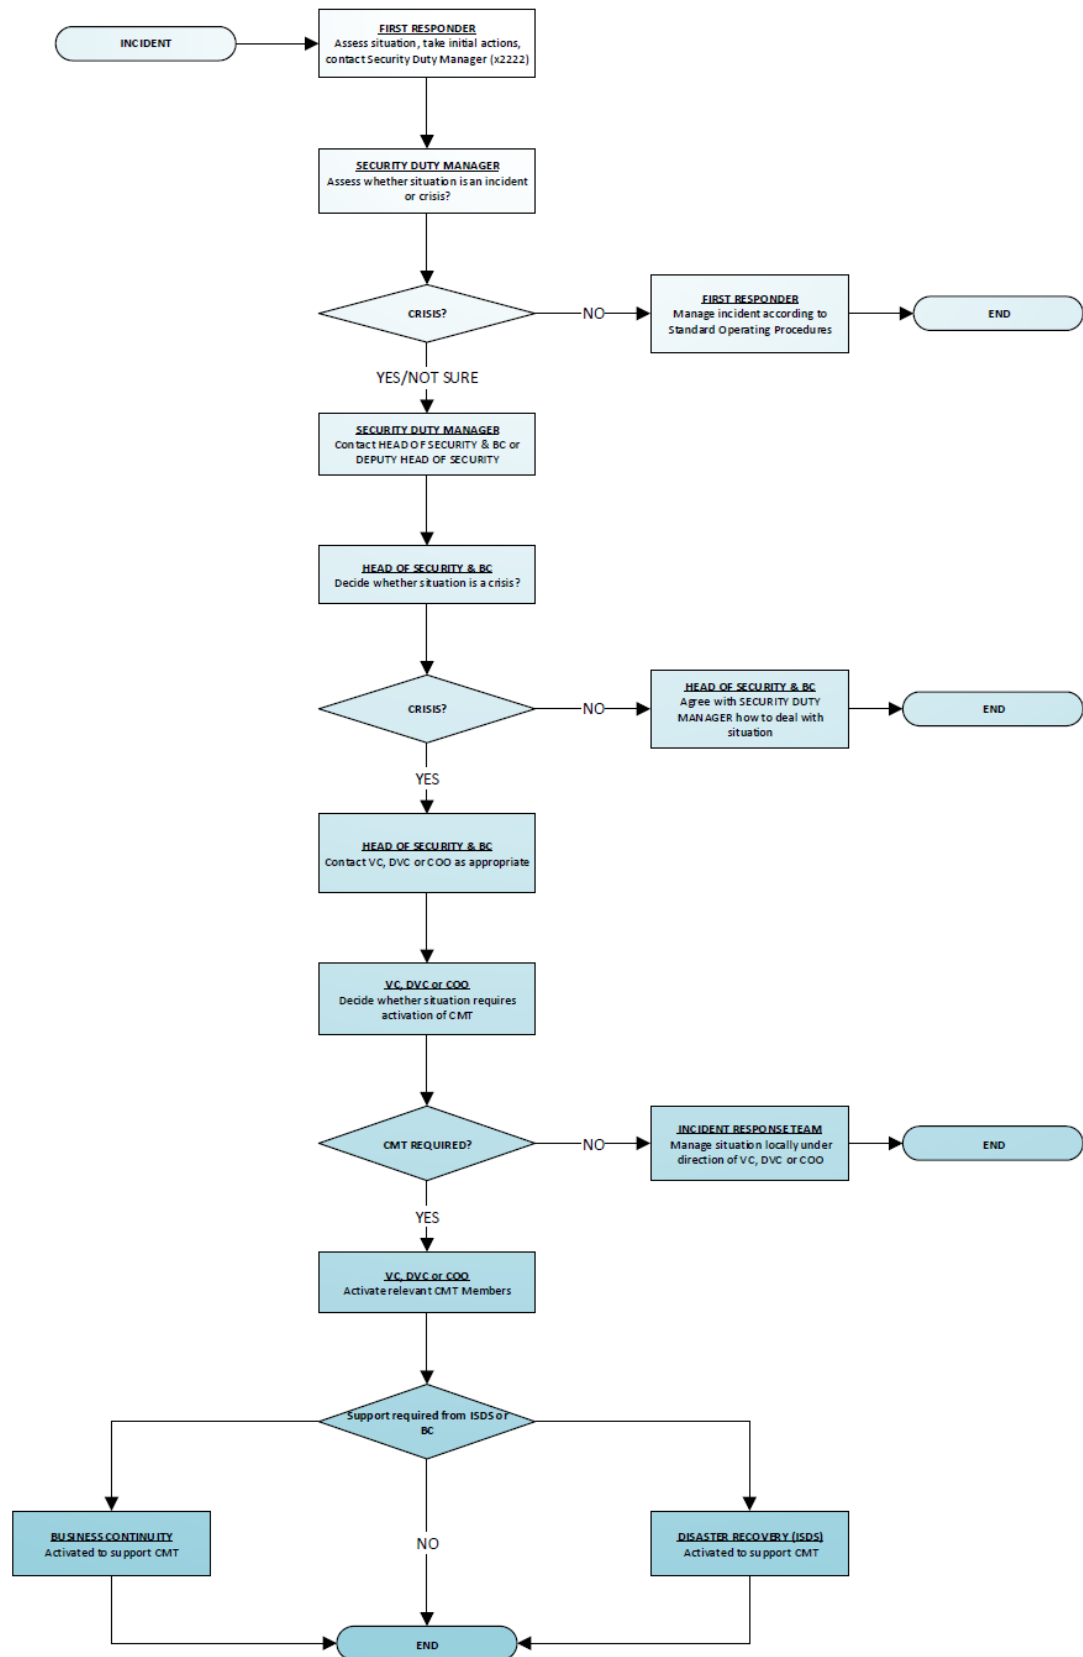 INCIDENT
FIRST RESPONDER
Assess situation, take initial actions,
contact Security Duty Manager (x2222)
SECURITY DUTY MANAGER
Assess whether situation is an incident
or crisis?
CRISIS?
NO
FIRST RESPONDER
Manage incident according to
Standard Operating Procedures
END
YES/NOT SURE
SECURITY DUTY MANAGER
Contact HEAD OF SECURITY & BC or
DEPUTY HEAD OF SECURITY
HEAD OF SECURITY & BC
Decide whether situation is a crisis?
CRISIS?
NO
HEAD OF SECURITY & BC
Agree with SECURITY DUTY
MANAGER how to deal with
situation
END
YES
HEAD OF SECURITY & BC
Contact VC, DVC or COO as appropriate
VC, DVC or COO
Decide whether situation requires
activation of CMT
CMT REQUIRED?
NO
INCIDENT RESPONSE TEAM
Manage situation locally under
direction of VC, DVC or COO
END
YES
VC, DVC or COO
Activate relevant CMT Members
Support required from ISDS or
BC
BUSINESS CONTINUITY
Activated to support CMT
NO
DISASTER RECOVERY (ISDS)
Activated to support CMT
END